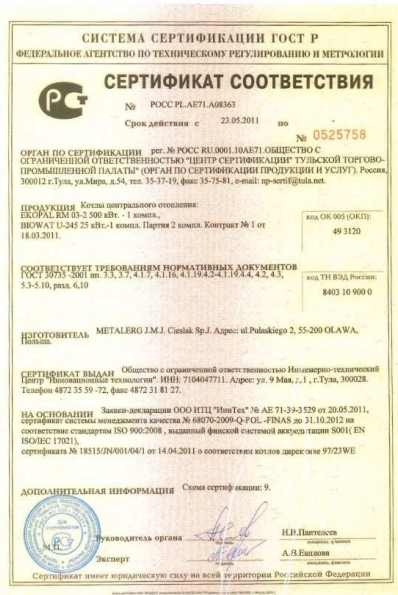 СИСТЕМА СЕРТИФИКАЦИИ ГОСТ Р
ФЕДЕРАЛЬНОЕ АГЕНТСТВО ПО ТЕХНИЧЕСКОМУ РЕГУЛИРОВАНИЮ И МЕТРОЛОГИИ
СЕРТИФИКАТ СООТВЕТСТВИЯ
№ РОСС PL.AE71.A08363
Срок действия с 23.05.2011 по -
№ 0525758
ОРГАН ПО СЕРТИФИКАЦИИ рег. № РОСС RU.0001.10AE71.ОБЩЕСТВО С
ОГРАНИЧЕННОЙ ОТВЕТСТВЕННОСТЬЮ "ЦЕНТР СЕРТИФИКАЦИИ" ТУЛЬСКОЙ ТОРГОВО-
ПРОМЫШЛЕННОЙ ПАЛАТЫ" (ОРГАН ПО СЕРТИФИКАЦИИ ПРОДУКЦИИ И УСЛУГ). Россия,
300012 г.Тула, ул.Мира, д.54, тел. 35-37-19, факс 35-75-81, e-mail: np-sertif@tula.net.
ПРОДУКЦИЯ Котлы центрального отопления:
EKOPAL RM 03-2 500 кВт. - 1 компл.,
BIOWAT U-245 25 кВт.-1 компл. Партия 2 компл. Контракт № 1 от
18.03.2011.
код ОК 005 (ОКП):
49 3120
СООТВЕТСТВУЕТ ТРЕБОВАНИЯМ НОРМАТИВНЫХ ДОКУМЕНТОВ
ГОСТ 30735 -2001 пп. 3.3, 3.7, 4.1.7, 4.1.16, 4.1.19.4.2-4.1.19.4.4, 4.2, 4.3,
5.3-5.10, разд. 6,10
код ТН ВЭД России:
8403 10 900 0
ИЗГОТОВИТЕЛЬ METALERG J.M.J. Cieslak Sp.J. Адрес: ul.Pulaskiego 2, 55-200 OLAWA,
Польша.
СЕРТИФИКАТ ВЫДАН Общество с ограниченной ответственностью Инженерно-технический
Центр "Инновационные технологии". ИНН: 7104047711. Адрес: ул. 9 Мая, д.1 , г.Тула, 300028.
Телефон 4872 35 59 -72, факс 4872 31 81 27.
НА ОСНОВАНИИ Заявки-декларации ООО ИТЦ "ИннТех" № АЕ 71-39-3529 от 20.05.2011,
сертификат системы менеджмента качества № 68070-2009-Q-POL -FINAS до 31.10.2012 на
соответствие стандартам ISO 900:2008 , выданный финской системой аккредитации S001( EN
ISO/IEC 17021),
сертификата № 18515/JN/001/04/1 от 14.04.2011 о соответствии котлов директиве 97/23WE
ДОПОЛНИТЕЛЬНАЯ ИНФОРМАЦИЯ Схема сертификации: 9.
Руководитель органа
Н.В.Пантелеев
М.П.
Эксперт
А.В.Евплова
Сертификат имеет юридическую силу на всей территории Российской Федерации